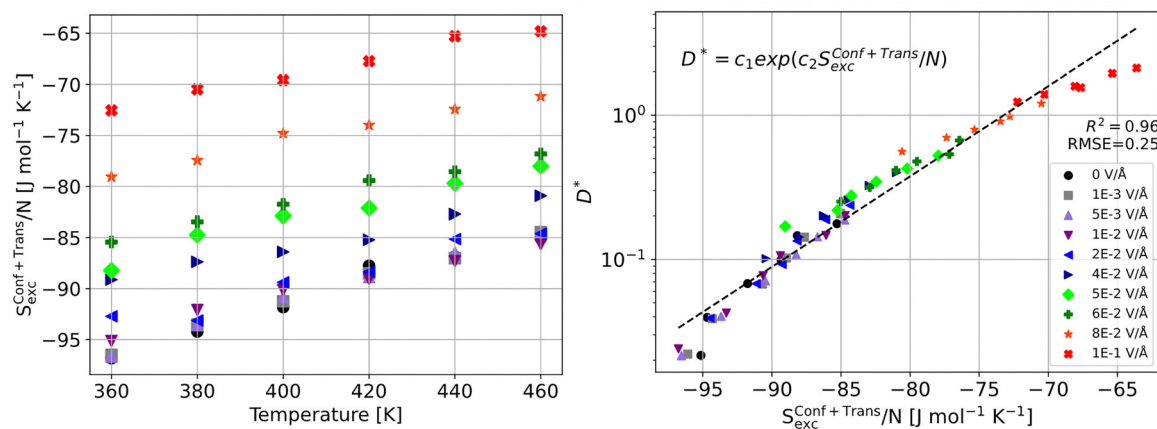 −65
−70
−75
−80
−85
−90
−95
360 380 400 420 440 460
Temperature [K]
S_exc^Conf+Trans/N [J mol⁻¹ K⁻¹]
D* = c₁exp(c₂S_exc^Conf+Trans/N)
R² = 0.96
RMSE=0.25
0 V/Å
1E-3 V/Å
5E-3 V/Å
1E-2 V/Å
2E-2 V/Å
4E-2 V/Å
5E-2 V/Å
6E-2 V/Å
8E-2 V/Å
1E-1 V/Å
10⁰
10⁻¹
D*
−95 −90 −85 −80 −75 −70 −65
S_exc^Conf+Trans/N [J mol⁻¹ K⁻¹]